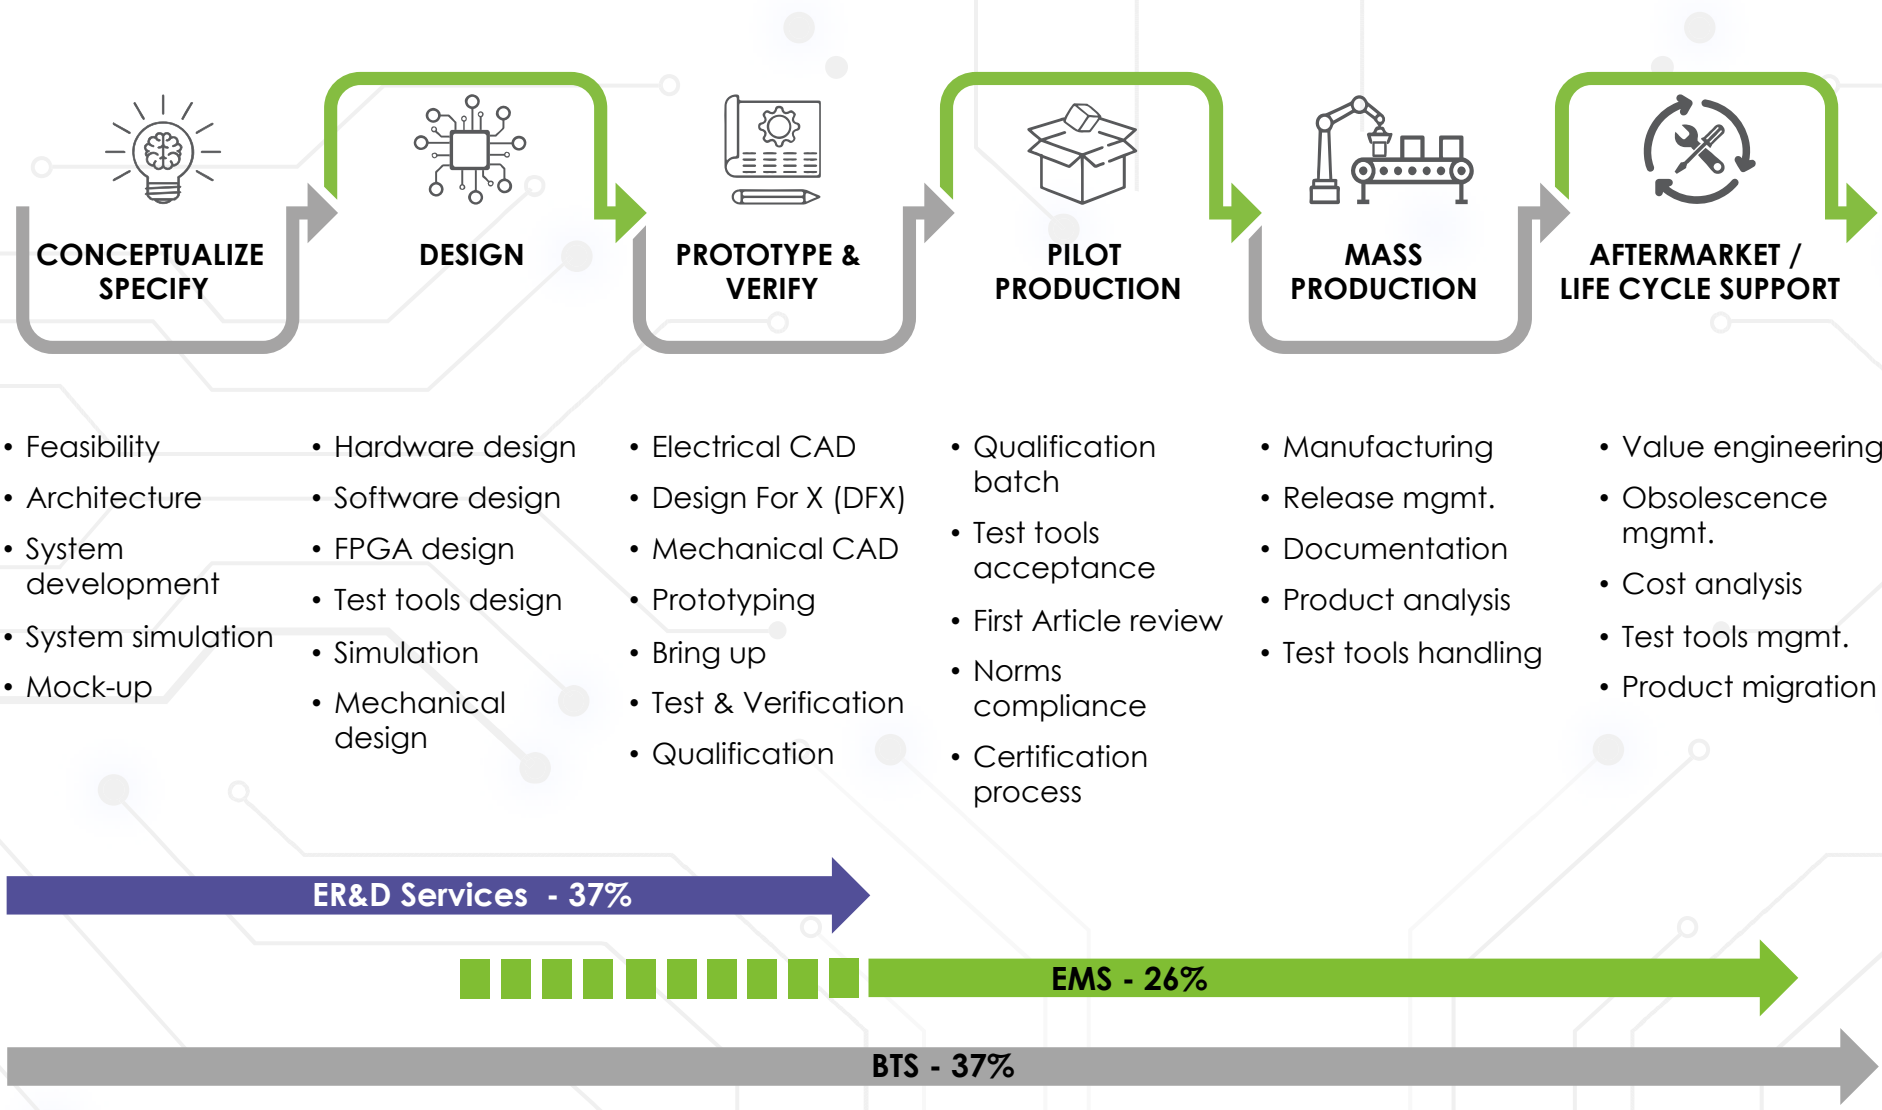 CONCEPTUALIZE
SPECIFY
DESIGN
PROTOTYPE &
VERIFY
PILOT
PRODUCTION
MASS
PRODUCTION
AFTERMARKET /
LIFE CYCLE SUPPORT
• Feasibility
• Architecture
• System
development
• System simulation
• Mock-up
• Hardware design
• Software design
• FPGA design
• Test tools design
• Simulation
• Mechanical
design
• Electrical CAD
• Design For X (DFX)
• Mechanical CAD
• Prototyping
• Bring up
• Test & Verification
• Qualification
• Qualification
batch
• Test tools
acceptance
• First Article review
• Norms
compliance
• Certification
process
• Manufacturing
• Release mgmt.
• Documentation
• Product analysis
• Test tools handling
• Value engineering
• Obsolescence
mgmt.
• Cost analysis
• Test tools mgmt.
• Product migration
ER&D Services - 37%
EMS - 26%
BTS - 37%